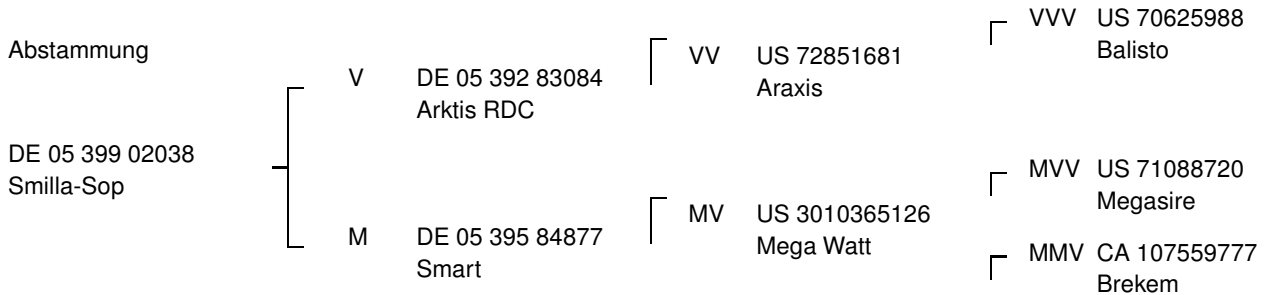 Abstammung
DE 05 399 02038
Smilla-Sop
V DE 05 392 83084
Arktis RDC
M DE 05 395 84877
Smart
VV US 72851681
Araxis
MV US 3010365126
Mega Watt
VVV US 70625988
Balisto
MVV US 71088720
Megasire
MMV CA 107559777
Brekem